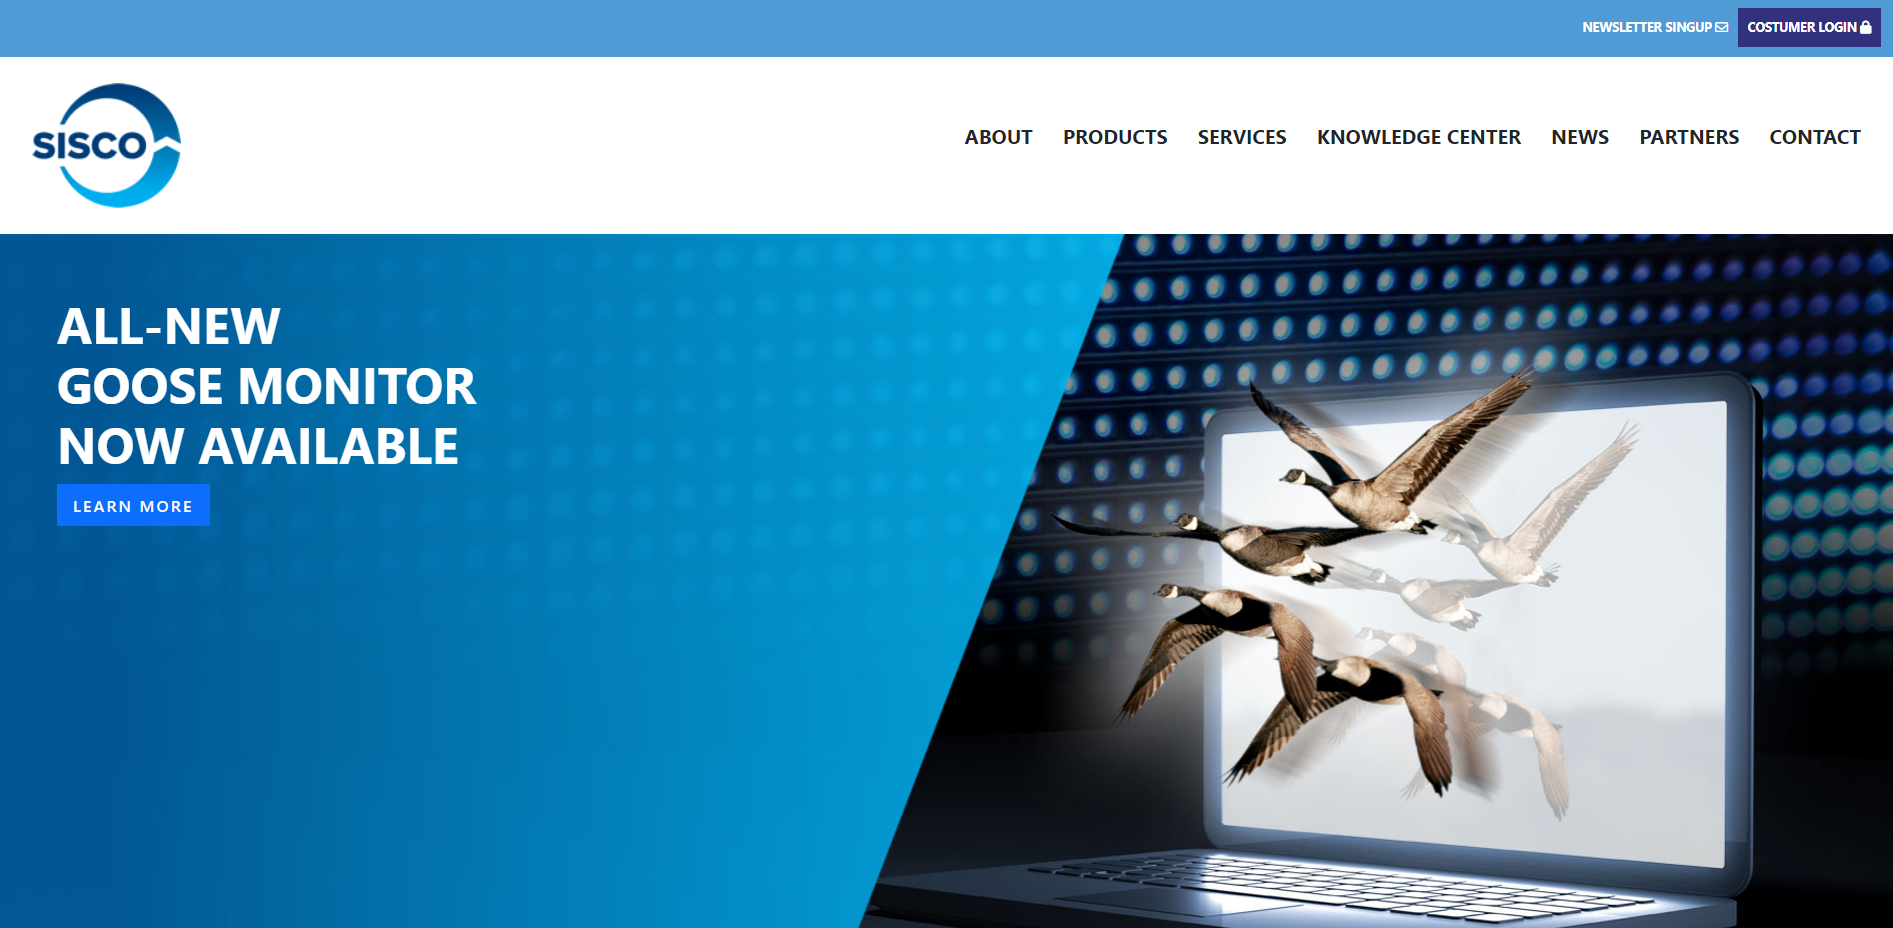 NEWSLETTER SINGUP
COSTUMER LOGIN
SISCO
ABOUT PRODUCTS SERVICES KNOWLEDGE CENTER NEWS PARTNERS CONTACT
ALL-NEW
GOOSE MONITOR
NOW AVAILABLE
LEARN MORE